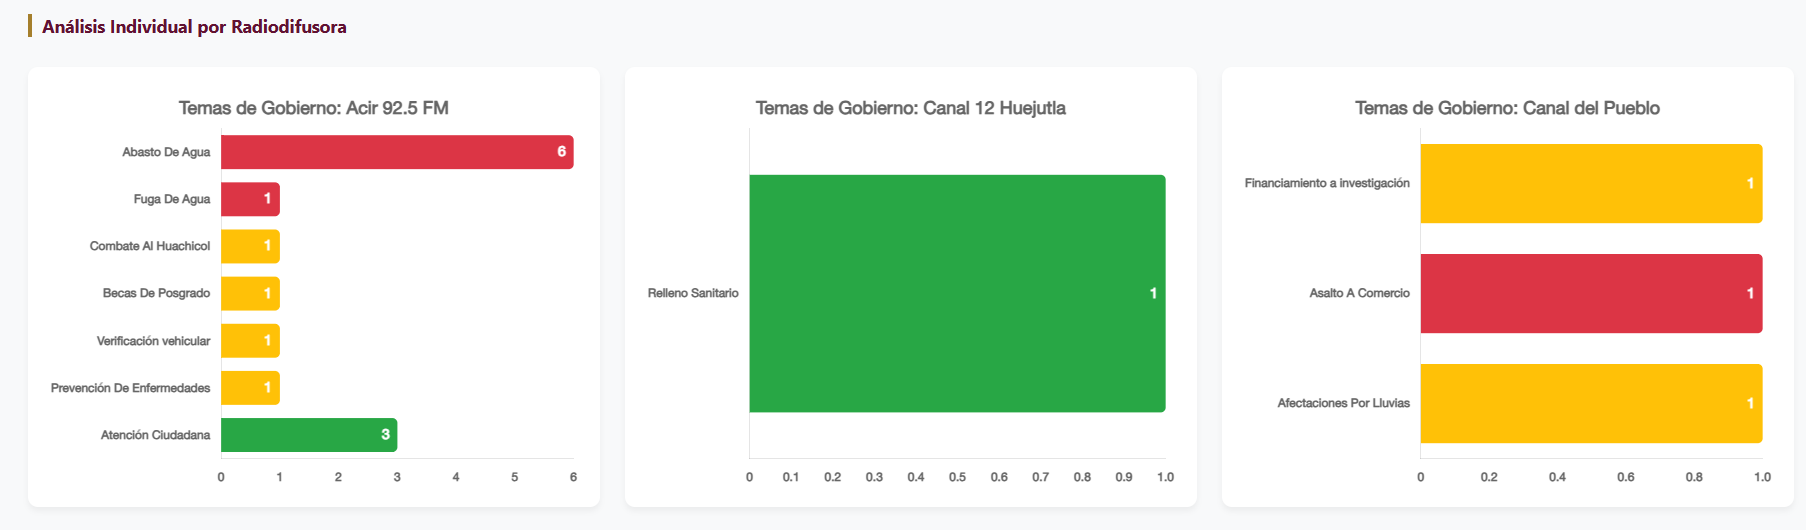 Análisis Individual por Radiodifusora
Temas de Gobierno: Acir 92.5 FM
Abasto De Agua 6
Fuga De Agua 1
Combate Al Huachicol 1
Becas De Posgrado 1
Verificación vehicular 1
Prevención De Enfermedades 1
Atención Ciudadana 3
0 1 2 3 4 5 6
Temas de Gobierno: Canal 12 Huejutla
Relleno Sanitario 1
0 0.1 0.2 0.3 0.4 0.5 0.6 0.7 0.8 0.9 1.0
Temas de Gobierno: Canal del Pueblo
Financiamiento a investigación 1
Asalto A Comercio 1
Afectaciones Por Lluvias 1
0 0.2 0.4 0.6 0.8 1.0